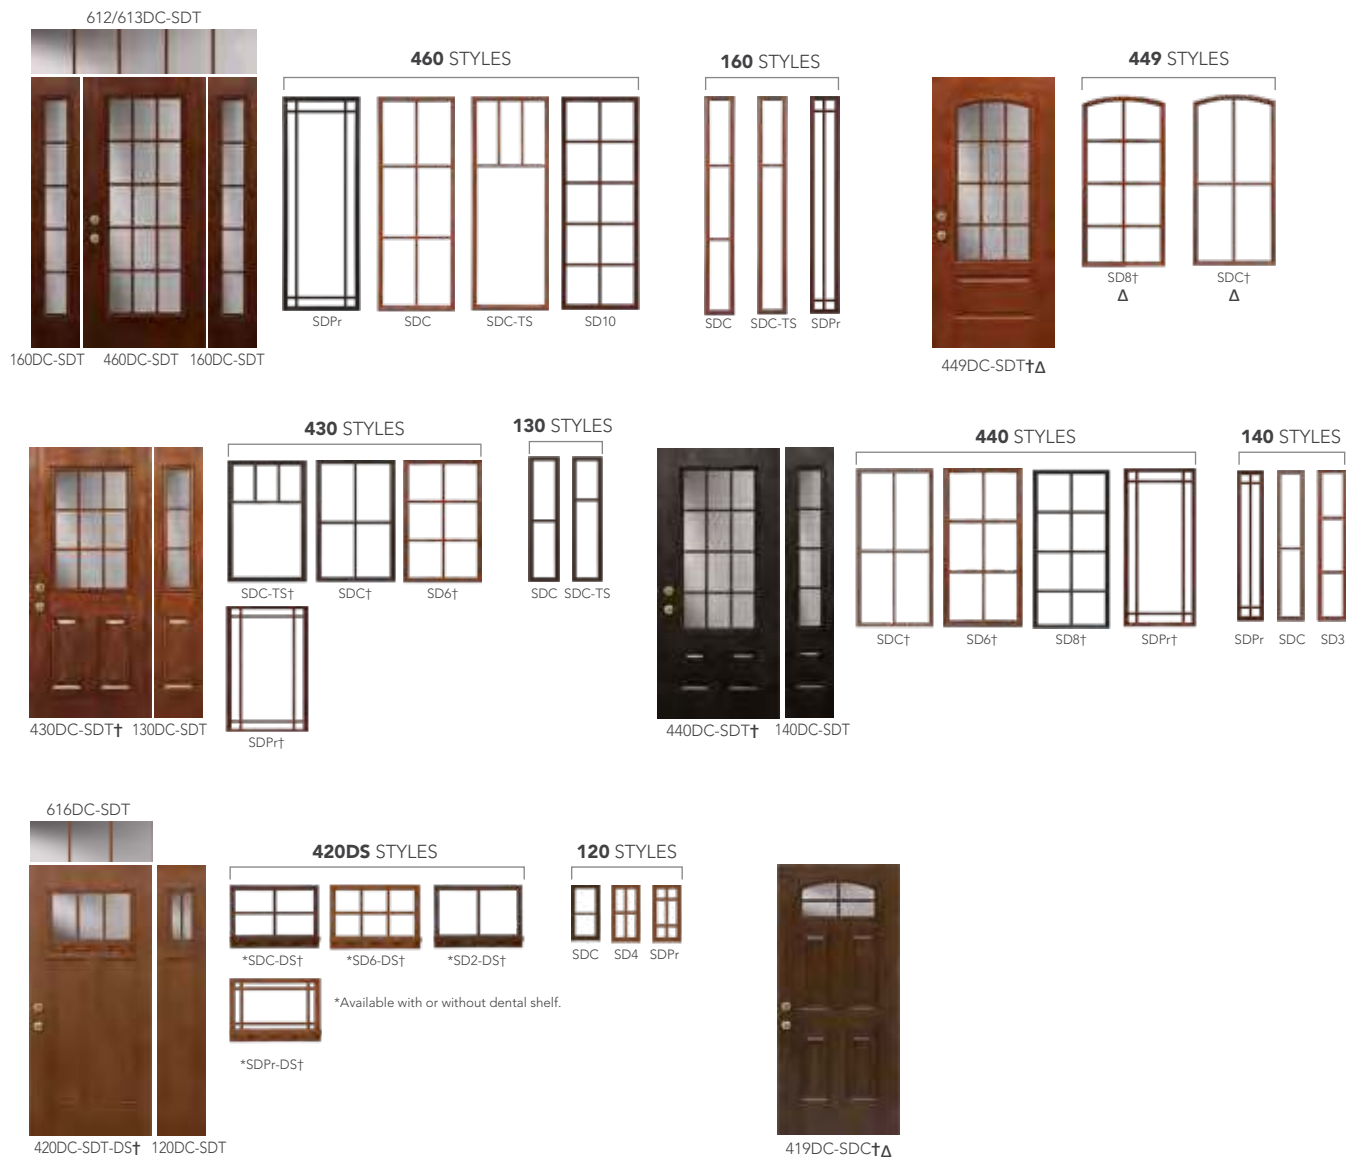 612/613DC-SDT
460 STYLES
160 STYLES
449 STYLES
SDPr
SDC
SDC-TS
SD10
SDC
SDC-TS
SDPr
SD8†
Δ
SDC†
Δ
160DC-SDT
460DC-SDT
160DC-SDT
449DC-SDT†Δ
430 STYLES
130 STYLES
440 STYLES
140 STYLES
SDC-TS†
SDC†
SD6†
SDC
SDC-TS
SDC†
SD6†
SD8†
SDPr†
SDPr
SDC
SD3
430DC-SDT†
130DC-SDT
SDPr†
440DC-SDT†
140DC-SDT
616DC-SDT
420DS STYLES
120 STYLES
*SDC-DS†
*SD6-DS†
*SD2-DS†
SDC
SD4
SDPr
*Available with or without dental shelf.
*SDPr-DS†
420DC-SDT-DS†
120DC-SDT
419DC-SDC†Δ